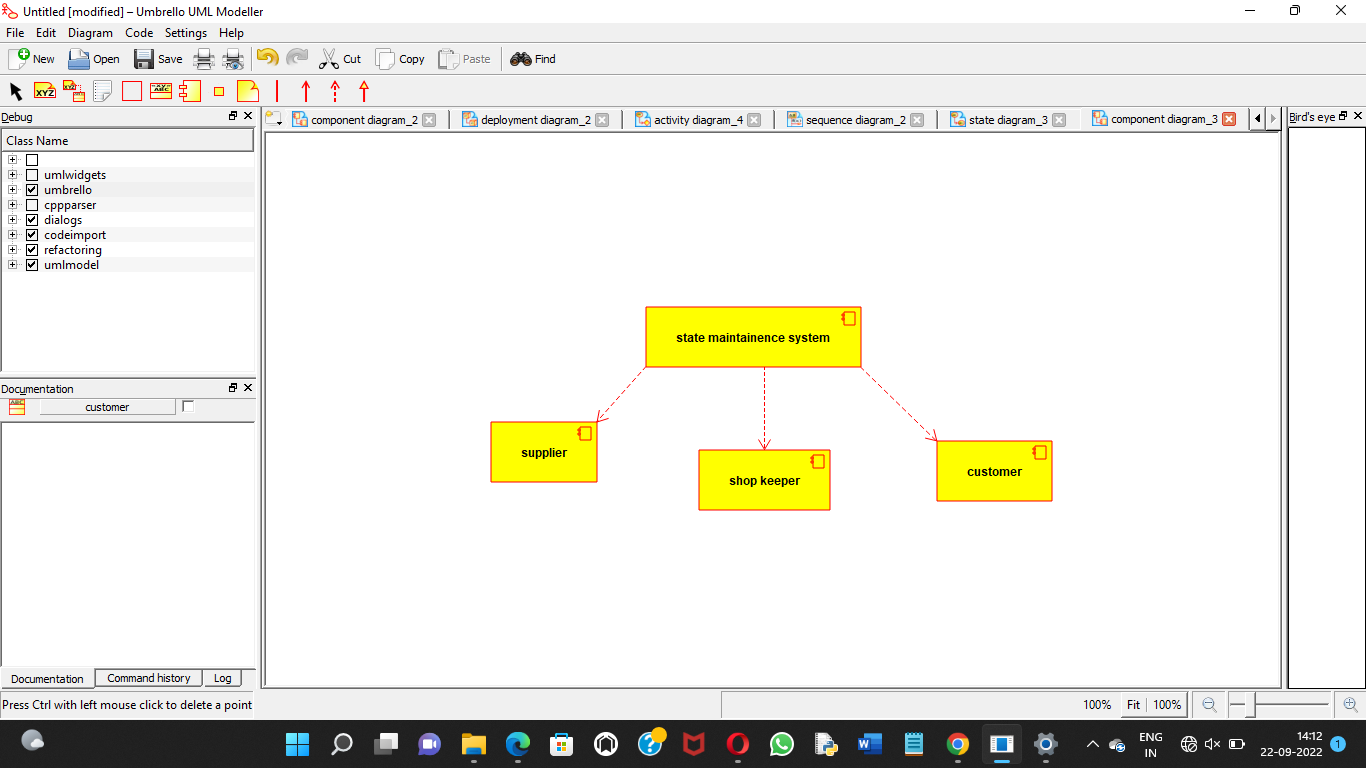 Untitled [modified] – Umbrello UML Modeller
File Edit Diagram Code Settings Help
New Open Save Cut Copy Paste Find
XYZ
Debug
Class Name
umlwidgets
umbrello
cppparser
dialogs
codeimport
refactoring
umlmodel
Documentation
customer
Documentation Command history Log
component diagram_2 deployment diagram_2 activity diagram_4 sequence diagram_2 state diagram_3 component diagram_3
Bird's eye
state maintainence system
supplier
shop keeper
customer
Press Ctrl with left mouse click to delete a point
100% Fit 100%
ENG
IN
14:12
22-09-2022
1